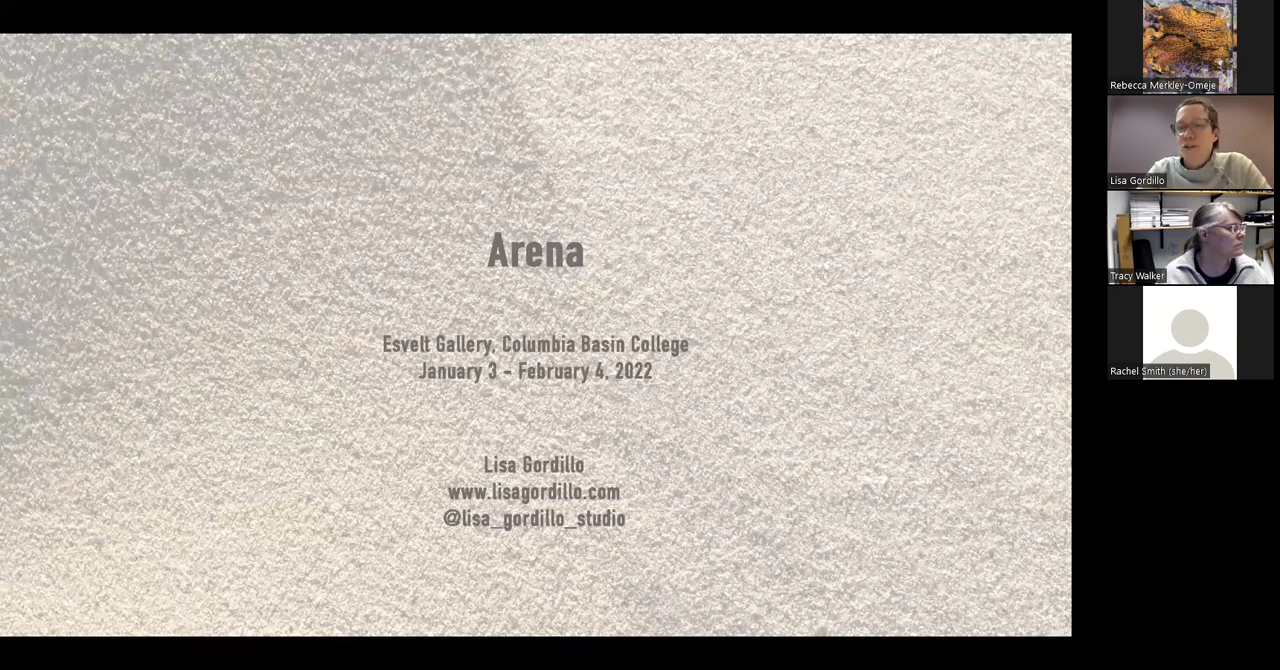 Arena
Esvelt Gallery, Columbia Basin College
January 3 - February 4, 2022
Lisa Gordillo
www.lisagordillo.com
@lisa_gordillo_studio
Rebecca Merkley-Omeje
Lisa Gordillo
Tracy Walker
Rachel Smith (she/her)